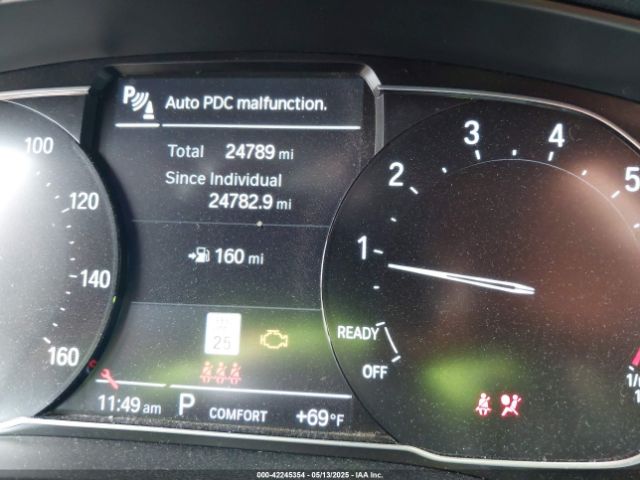 P Auto PDC malfunction.
Total 24789 mi
Since Individual
24782.9 mi
160 mi
25
11:49 am P COMFORT +69°F
100
120
140
160
1
2
3
4
5
READY
OFF
000-42245354 | 05/13/2025 | IAA, Inc.